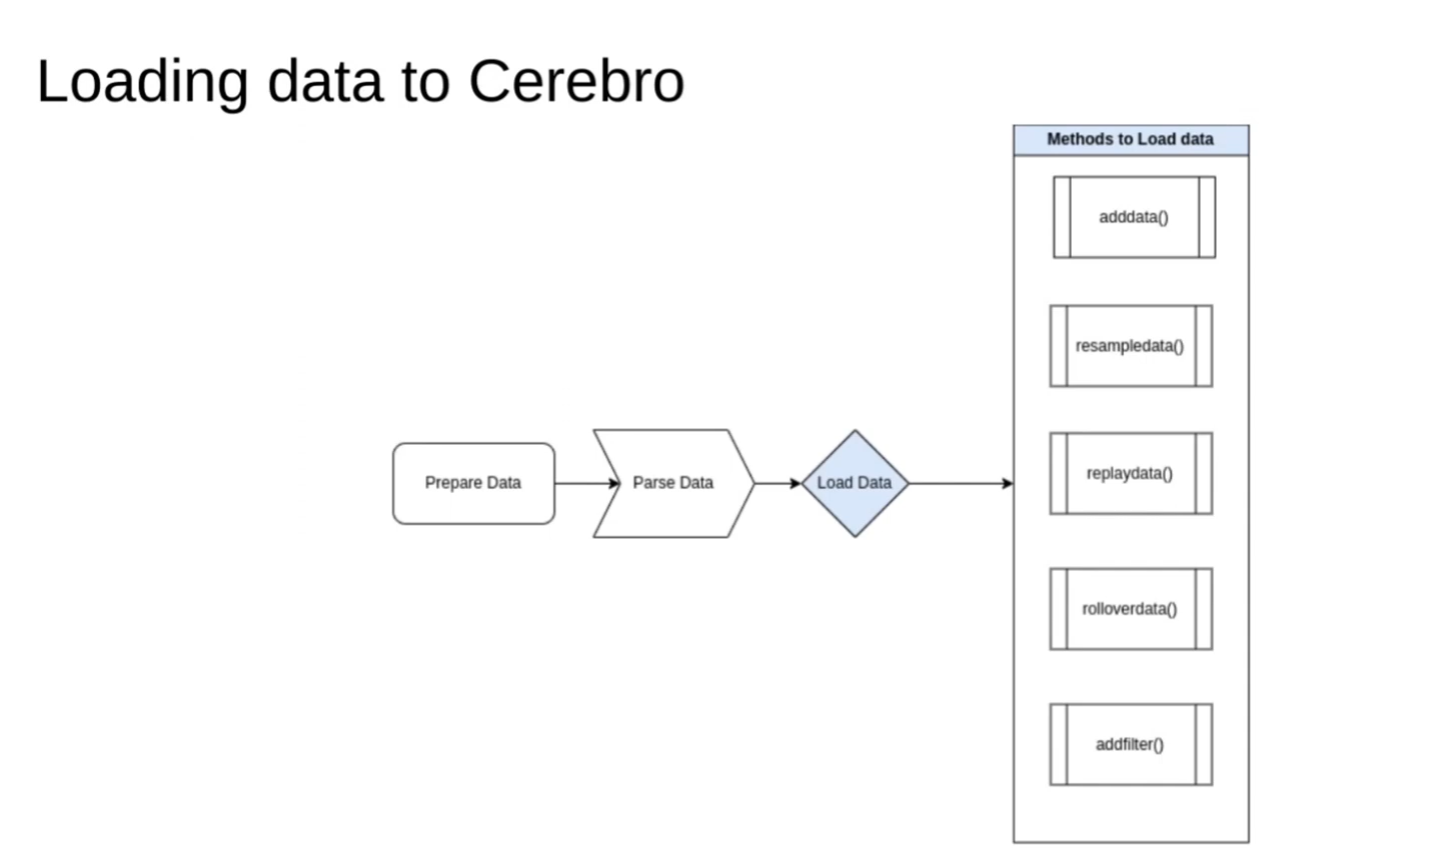 Loading data to Cerebro
Methods to Load data
adddata()
resampledata()
replaydata()
Prepare Data
Parse Data
Load Data
rolloverdata()
addfilter()